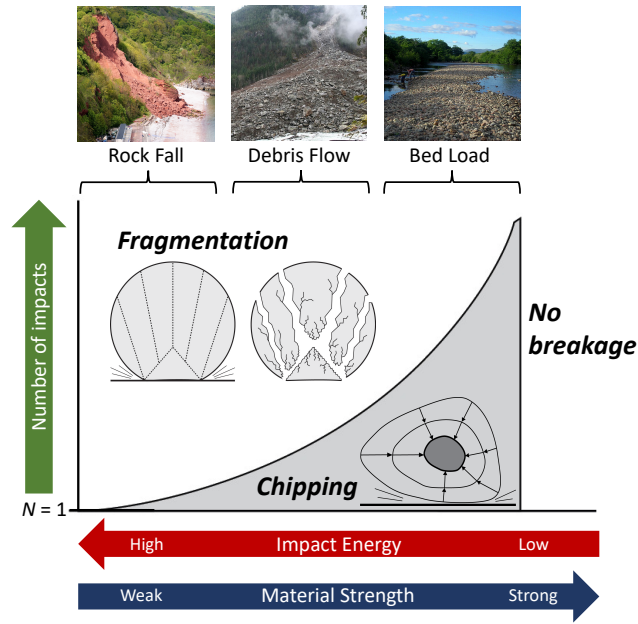 Rock Fall
Debris Flow
Bed Load
Number of impacts
Fragmentation
No
breakage
Chipping
N = 1
High
Impact Energy
Low
Weak
Material Strength
Strong